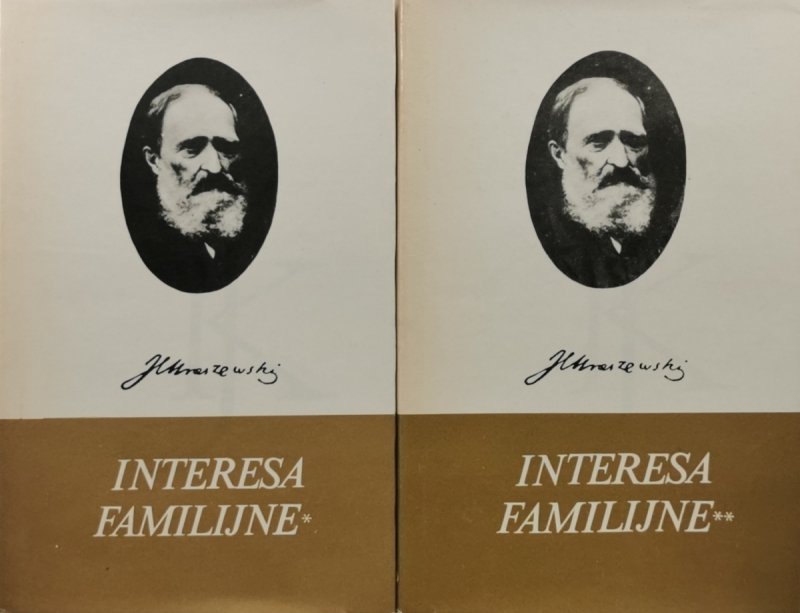 JIKraszewski
INTERESA
FAMILIJNE*
JIKraszewski
INTERESA
FAMILIJNE**